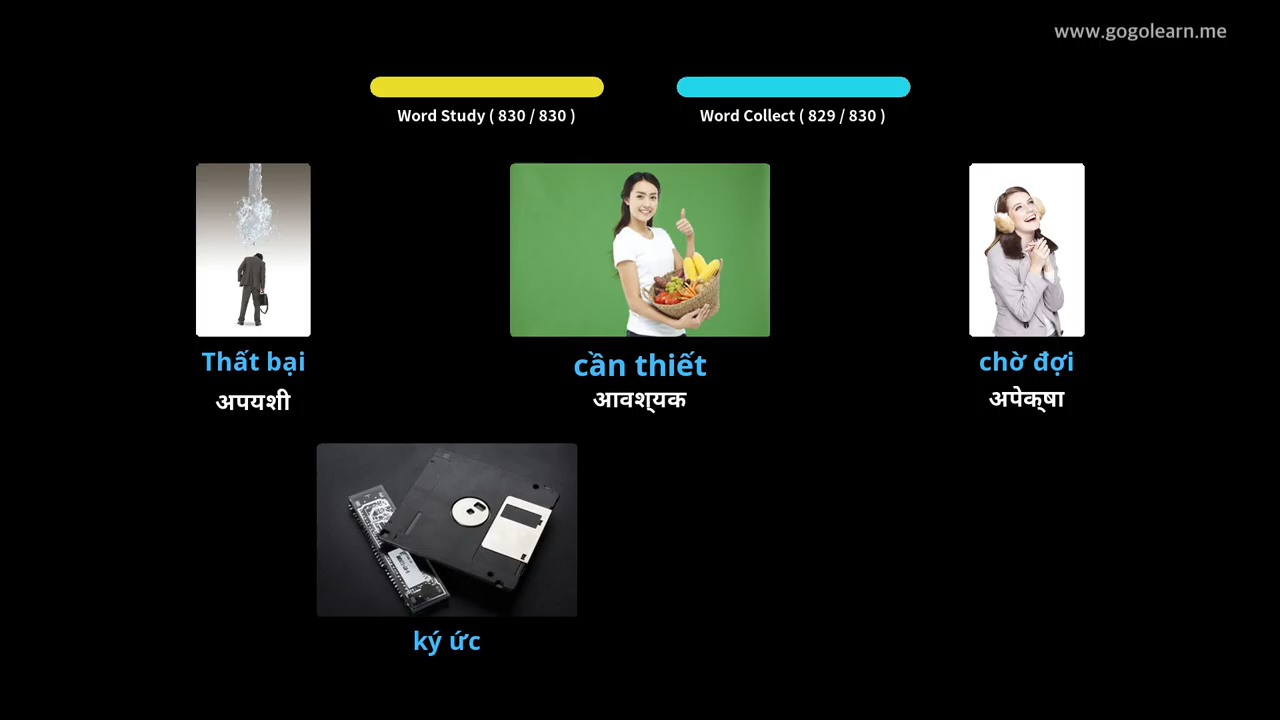 www.gogolearn.me
Word Study ( 830 / 830 )
Word Collect ( 829 / 830 )
Thất bại
cần thiết
chờ đợi
अपयशी
आवश्यक
अपेक्षा
ký ức